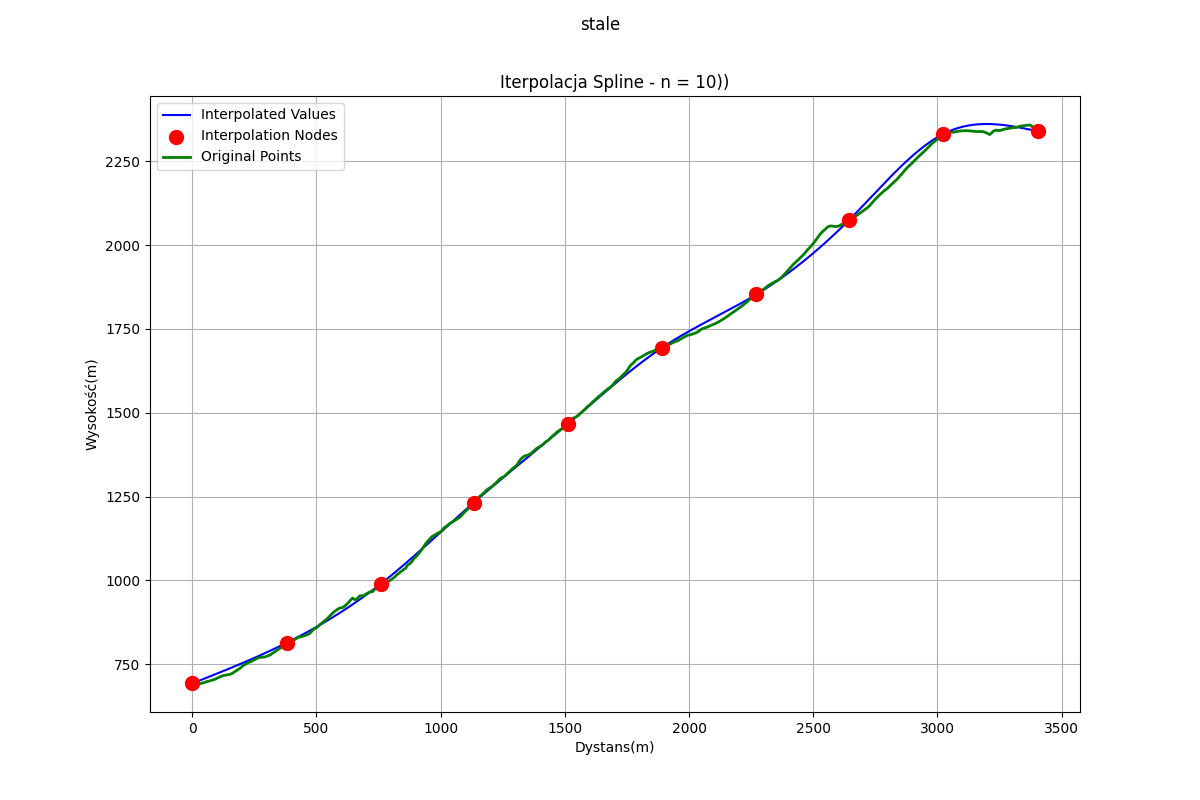 stale
Iterpolacja Spline - n = 10))
Interpolated Values
Interpolation Nodes
Original Points
Wysokość(m)
2250
2000
1750
1500
1250
1000
750
0 500 1000 1500 2000 2500 3000 3500
Dystans(m)